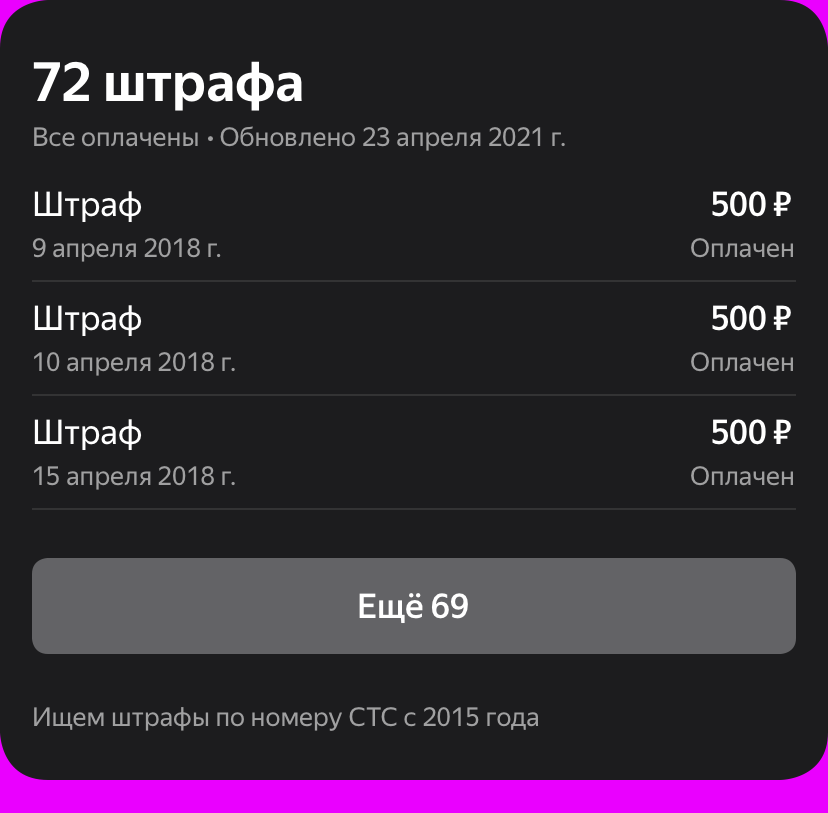 72 штрафа
Все оплачены • Обновлено 23 апреля 2021 г.
Штраф 500 ₽
9 апреля 2018 г. Оплачен
Штраф 500 ₽
10 апреля 2018 г. Оплачен
Штраф 500 ₽
15 апреля 2018 г. Оплачен
Ещё 69
Ищем штрафы по номеру СТС с 2015 года